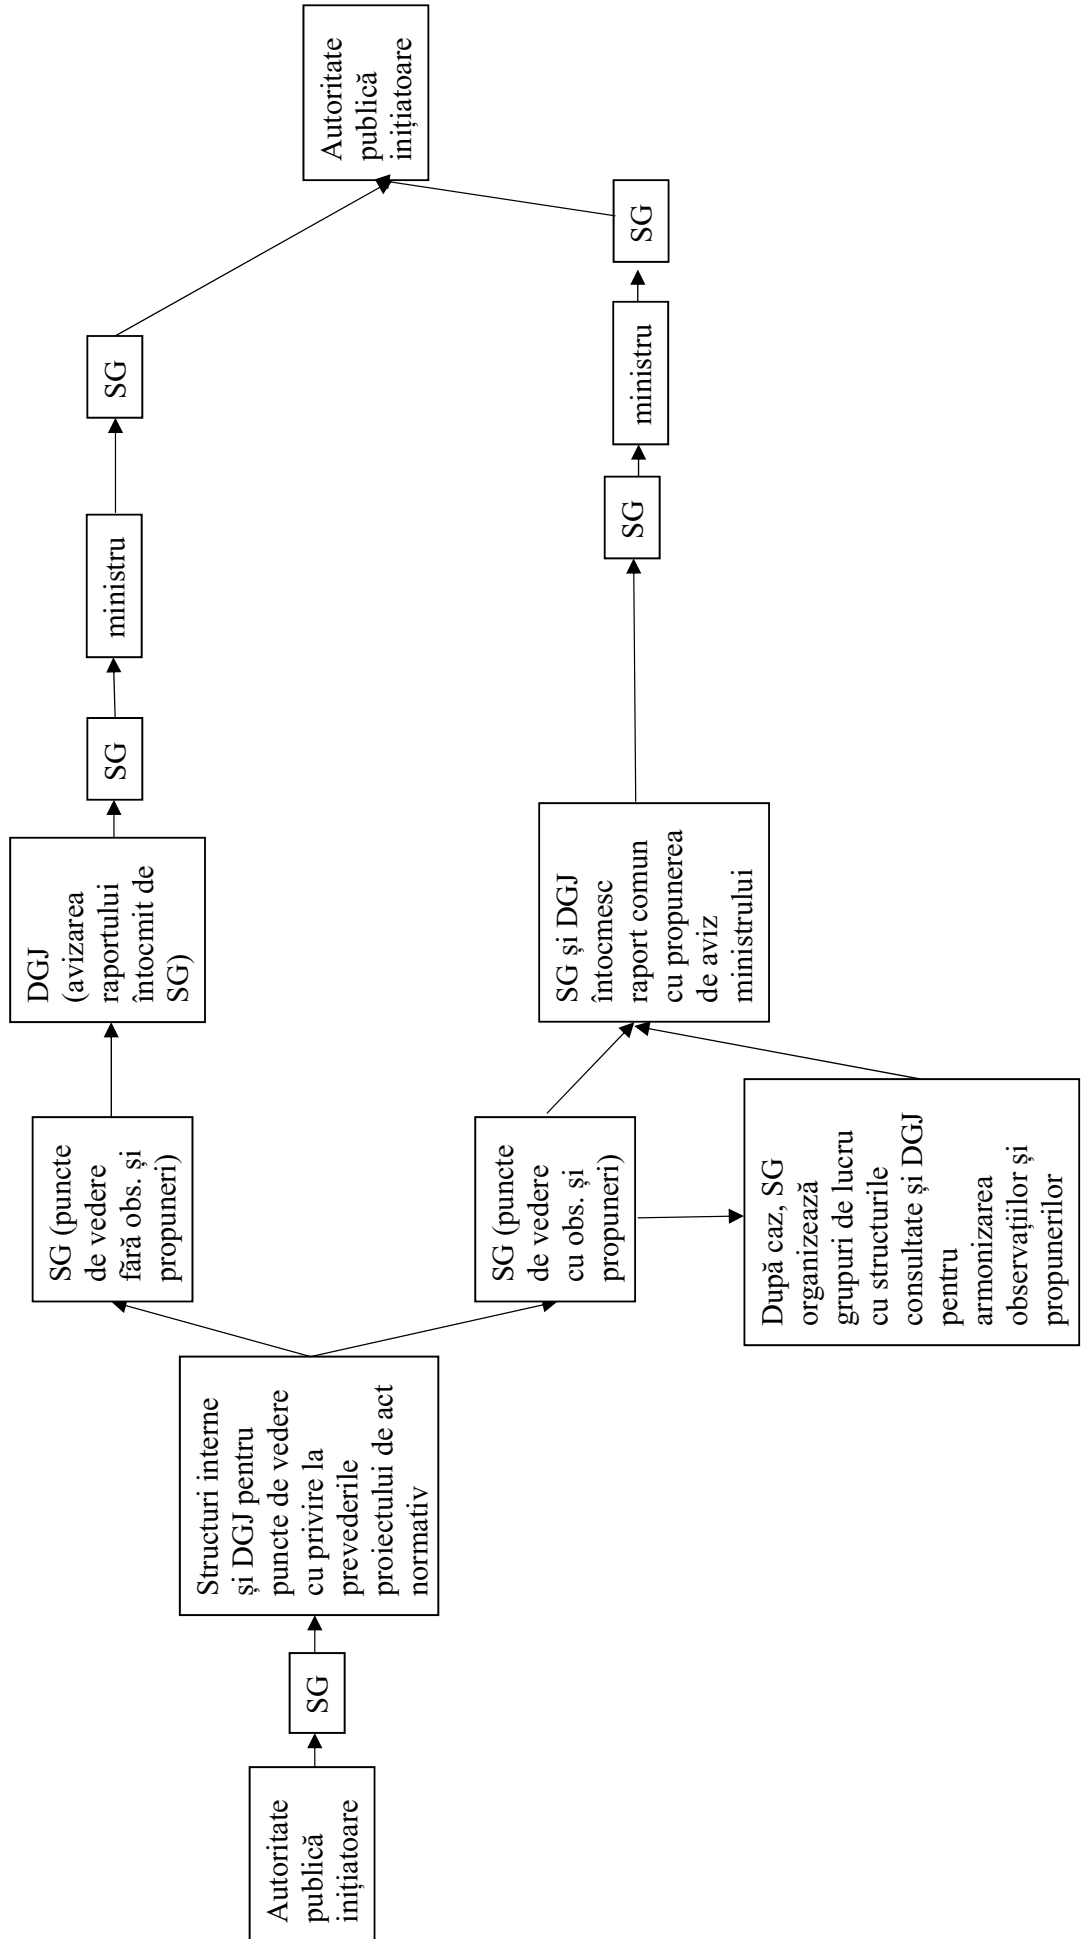 Autoritate
publică
inițiatoare
SG
Structuri interne
și DGJ pentru
puncte de vedere
cu privire la
prevederile
proiectului de act
normativ
SG (puncte
de vedere
fără obs. și
propuneri)
DGJ
(avizarea
raportului
întocmit de
SG)
SG
ministru
SG
SG (puncte
de vedere
cu obs. și
propuneri)
După caz, SG
organizează
grupuri de lucru
cu structurile
consultate și DGJ
pentru
armonizarea
observațiilor și
propunerilor
SG și DGJ
întocmesc
raport comun
cu propunerea
de aviz
ministrului
SG
ministru
SG
Autoritate
publică
inițiatoare